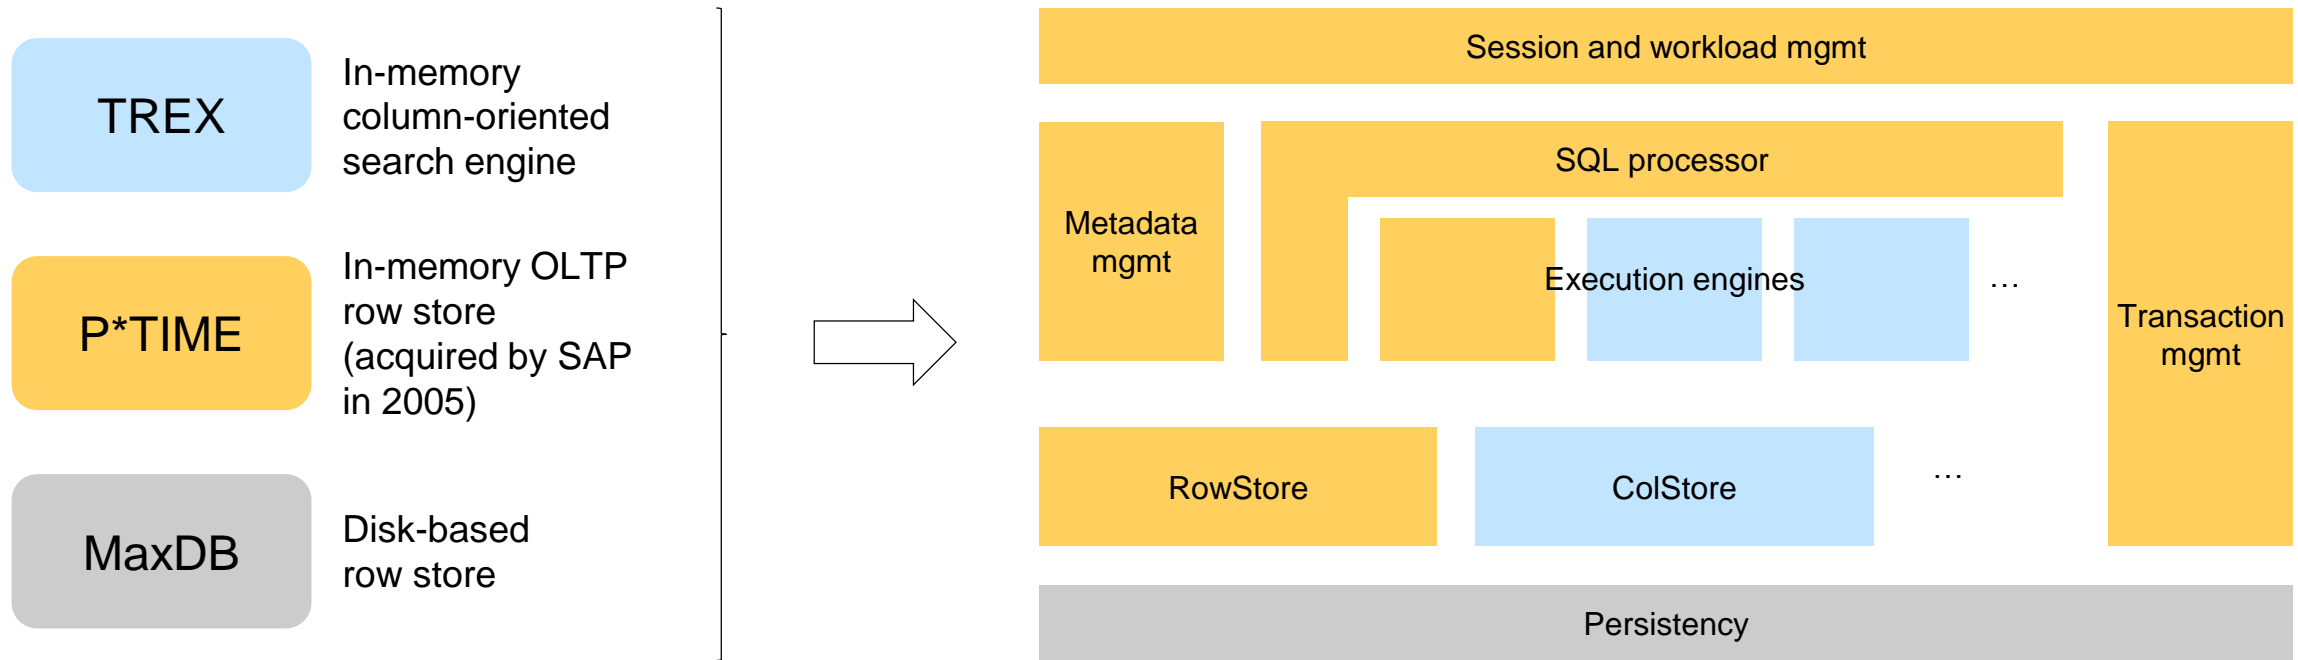 TREX
In-memory
column-oriented
search engine
P*TIME
In-memory OLTP
row store
(acquired by SAP
in 2005)
MaxDB
Disk-based
row store
Session and workload mgmt
SQL processor
Metadata
mgmt
Execution engines
…
Transaction
mgmt
RowStore
ColStore
…
Persistency